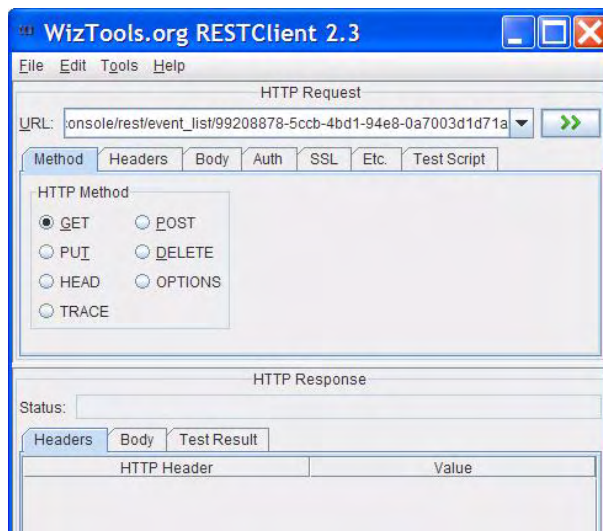 WizTools.org RESTClient 2.3
File Edit Tools Help
HTTP Request
URL: :onsole/rest/event_list/99208878-5ccb-4bd1-94e8-0a7003d1d71a >>
Method Headers Body Auth SSL Etc. Test Script
HTTP Method
GET POST
PUT DELETE
HEAD OPTIONS
TRACE
HTTP Response
Status:
Headers Body Test Result
HTTP Header Value